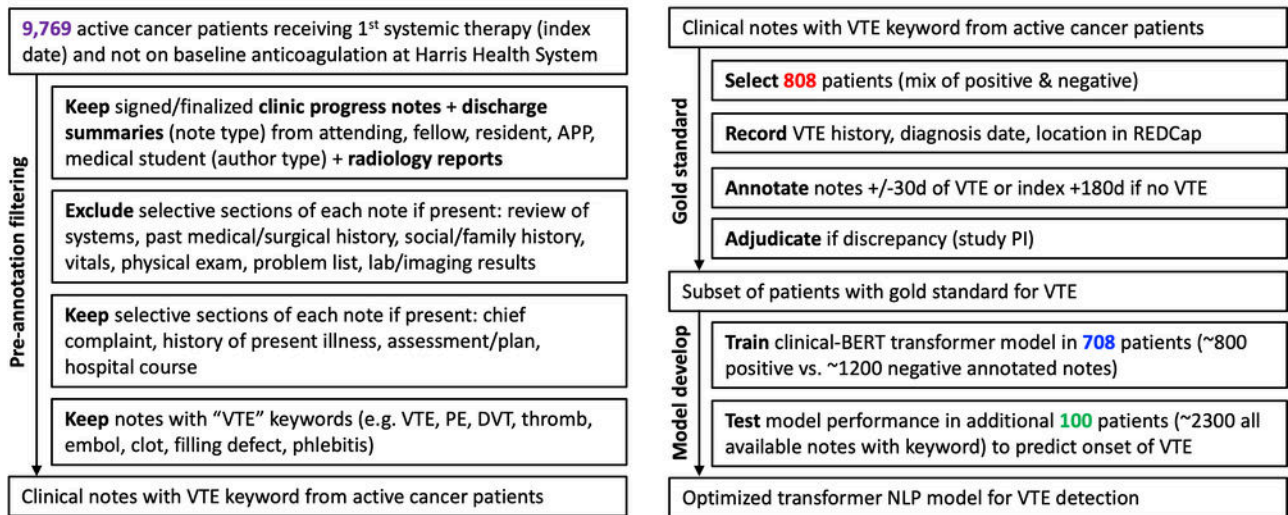 9,769 active cancer patients receiving 1st systemic therapy (index
date) and not on baseline anticoagulation at Harris Health System
Pre-annotation filtering
Keep signed/finalized clinic progress notes + discharge
summaries (note type) from attending, fellow, resident, APP,
medical student (author type) + radiology reports
Exclude selective sections of each note if present: review of
systems, past medical/surgical history, social/family history,
vitals, physical exam, problem list, lab/imaging results
Keep selective sections of each note if present: chief
complaint, history of present illness, assessment/plan,
hospital course
Keep notes with “VTE” keywords (e.g. VTE, PE, DVT, thromb,
embol, clot, filling defect, phlebitis)
Clinical notes with VTE keyword from active cancer patients
Clinical notes with VTE keyword from active cancer patients
Gold standard
Select 808 patients (mix of positive & negative)
Record VTE history, diagnosis date, location in REDCap
Annotate notes +/-30d of VTE or index +180d if no VTE
Adjudicate if discrepancy (study PI)
Subset of patients with gold standard for VTE
Model develop
Train clinical-BERT transformer model in 708 patients (~800
positive vs. ~1200 negative annotated notes)
Test model performance in additional 100 patients (~2300 all
available notes with keyword) to predict onset of VTE
Optimized transformer NLP model for VTE detection